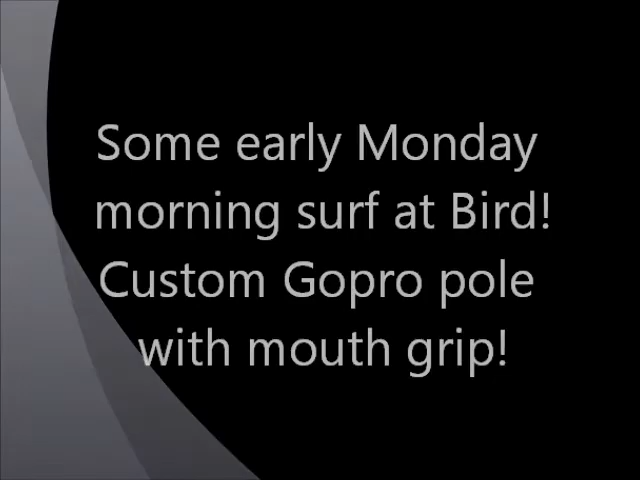 Some early Monday
morning surf at Bird!
Custom Gopro pole
with mouth grip!